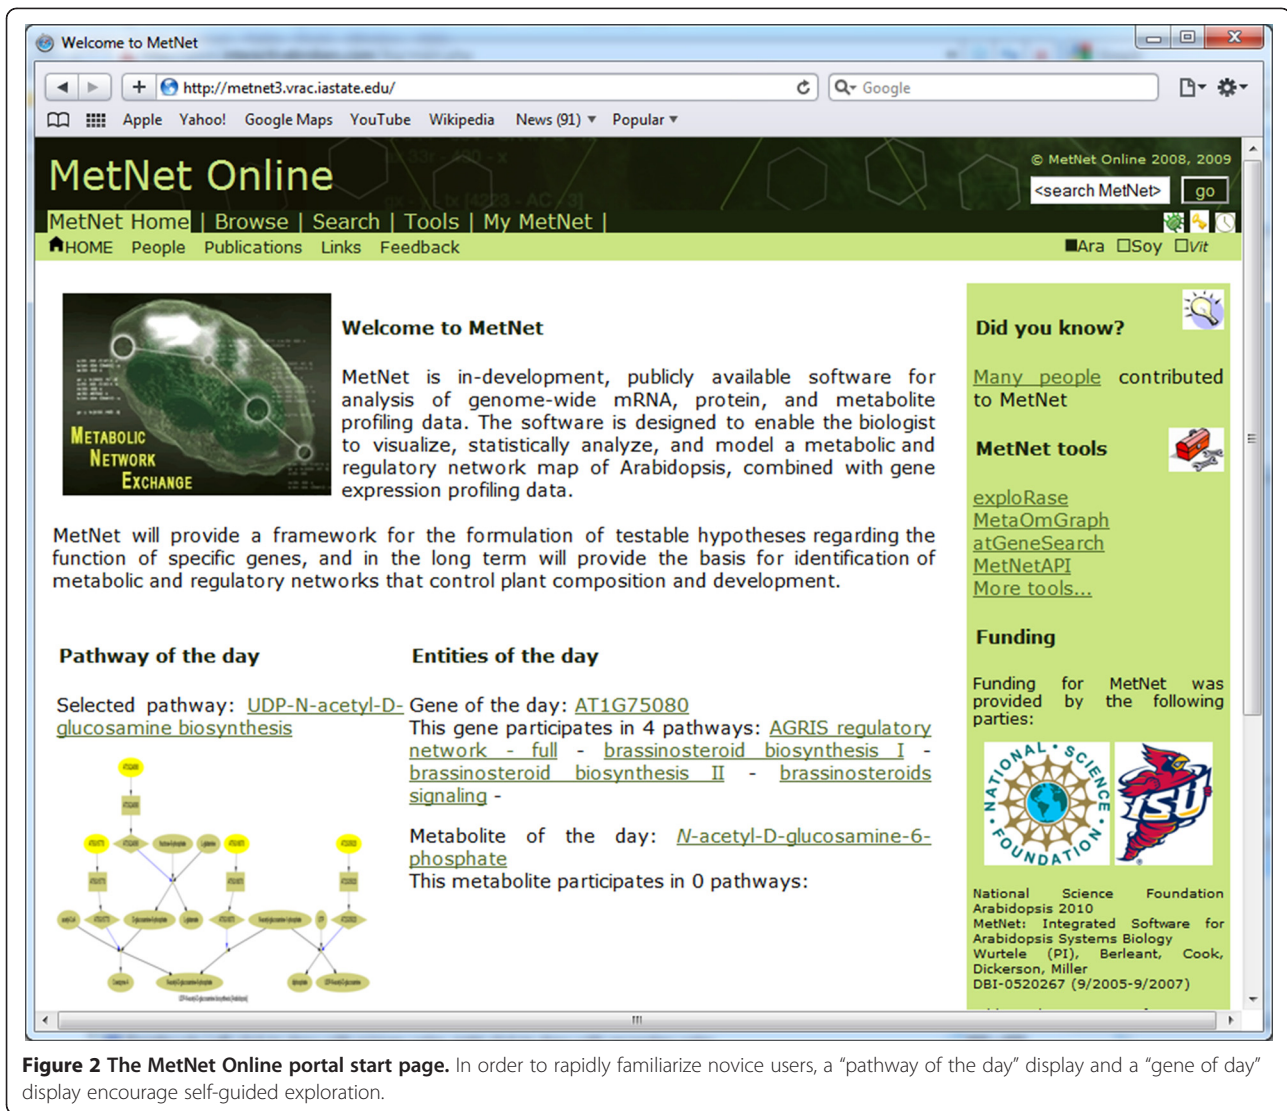 Welcome to MetNet
http://metnet3.vrac.iastate.edu/
Google
Apple Yahoo! Google Maps YouTube Wikipedia News (91) ▼ Popular ▼
MetNet Online
© MetNet Online 2008, 2009
<search MetNet> go
MetNet Home | Browse | Search | Tools | My MetNet |
HOME People Publications Links Feedback
Ara Soy Vit
METABOLIC
NETWORK
EXCHANGE
Welcome to MetNet
MetNet is in-development, publicly available software for
analysis of genome-wide mRNA, protein, and metabolite
profiling data. The software is designed to enable the biologist
to visualize, statistically analyze, and model a metabolic and
regulatory network map of Arabidopsis, combined with gene
expression profiling data.
MetNet will provide a framework for the formulation of testable hypotheses regarding the
function of specific genes, and in the long term will provide the basis for identification of
metabolic and regulatory networks that control plant composition and development.
Pathway of the day
Selected pathway: UDP-N-acetyl-D-
glucosamine biosynthesis
Entities of the day
Gene of the day: AT1G75080
This gene participates in 4 pathways: AGRIS regulatory
network - full - brassinosteroid biosynthesis I -
brassinosteroid biosynthesis II - brassinosteroids
signaling -
Metabolite of the day: N-acetyl-D-glucosamine-6-
phosphate
This metabolite participates in 0 pathways:
Did you know?
Many people contributed
to MetNet
MetNet tools
exploRase
MetaOmGraph
atGeneSearch
MetNetAPI
More tools...
Funding
Funding for MetNet was
provided by the following
parties:
NATIONAL SCIENCE FOUNDATION
ISU
National Science Foundation
Arabidopsis 2010
MetNet: Integrated Software for
Arabidopsis Systems Biology
Wurtele (PI), Berleant, Cook,
Dickerson, Miller
DBI-0520267 (9/2005-9/2007)
Figure 2 The MetNet Online portal start page. In order to rapidly familiarize novice users, a “pathway of the day” display and a “gene of day”
display encourage self-guided exploration.